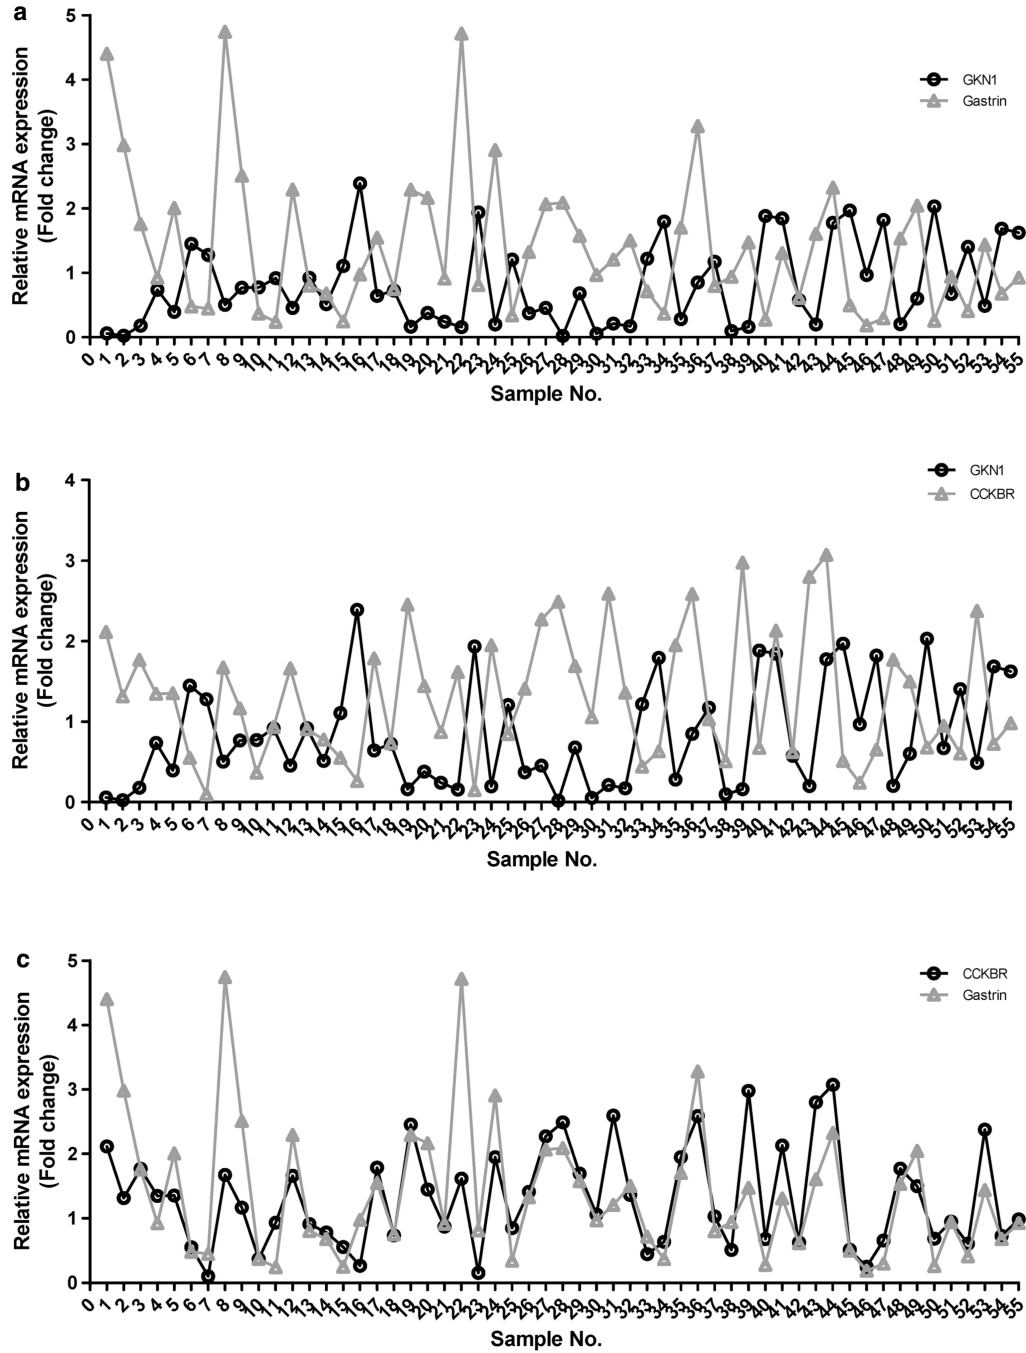 a
Relative mRNA expression
(Fold change)
5
4
3
2
1
0
GKN1
Gastrin
0 1 2 3 4 5 6 7 8 9 10 11 12 13 14 15 16 17 18 19 20 21 22 23 24 25 26 27 28 29 30 31 32 33 34 35 36 37 38 39 40 41 42 43 44 45 46 47 48 49 50 51 52 53 54 55
Sample No.
b
Relative mRNA expression
(Fold change)
4
3
2
1
0
GKN1
CCKBR
0 1 2 3 4 5 6 7 8 9 10 11 12 13 14 15 16 17 18 19 20 21 22 23 24 25 26 27 28 29 30 31 32 33 34 35 36 37 38 39 40 41 42 43 44 45 46 47 48 49 50 51 52 53 54 55
Sample No.
c
Relative mRNA expression
(Fold change)
5
4
3
2
1
0
CCKBR
Gastrin
0 1 2 3 4 5 6 7 8 9 10 11 12 13 14 15 16 17 18 19 20 21 22 23 24 25 26 27 28 29 30 31 32 33 34 35 36 37 38 39 40 41 42 43 44 45 46 47 48 49 50 51 52 53 54 55
Sample No.